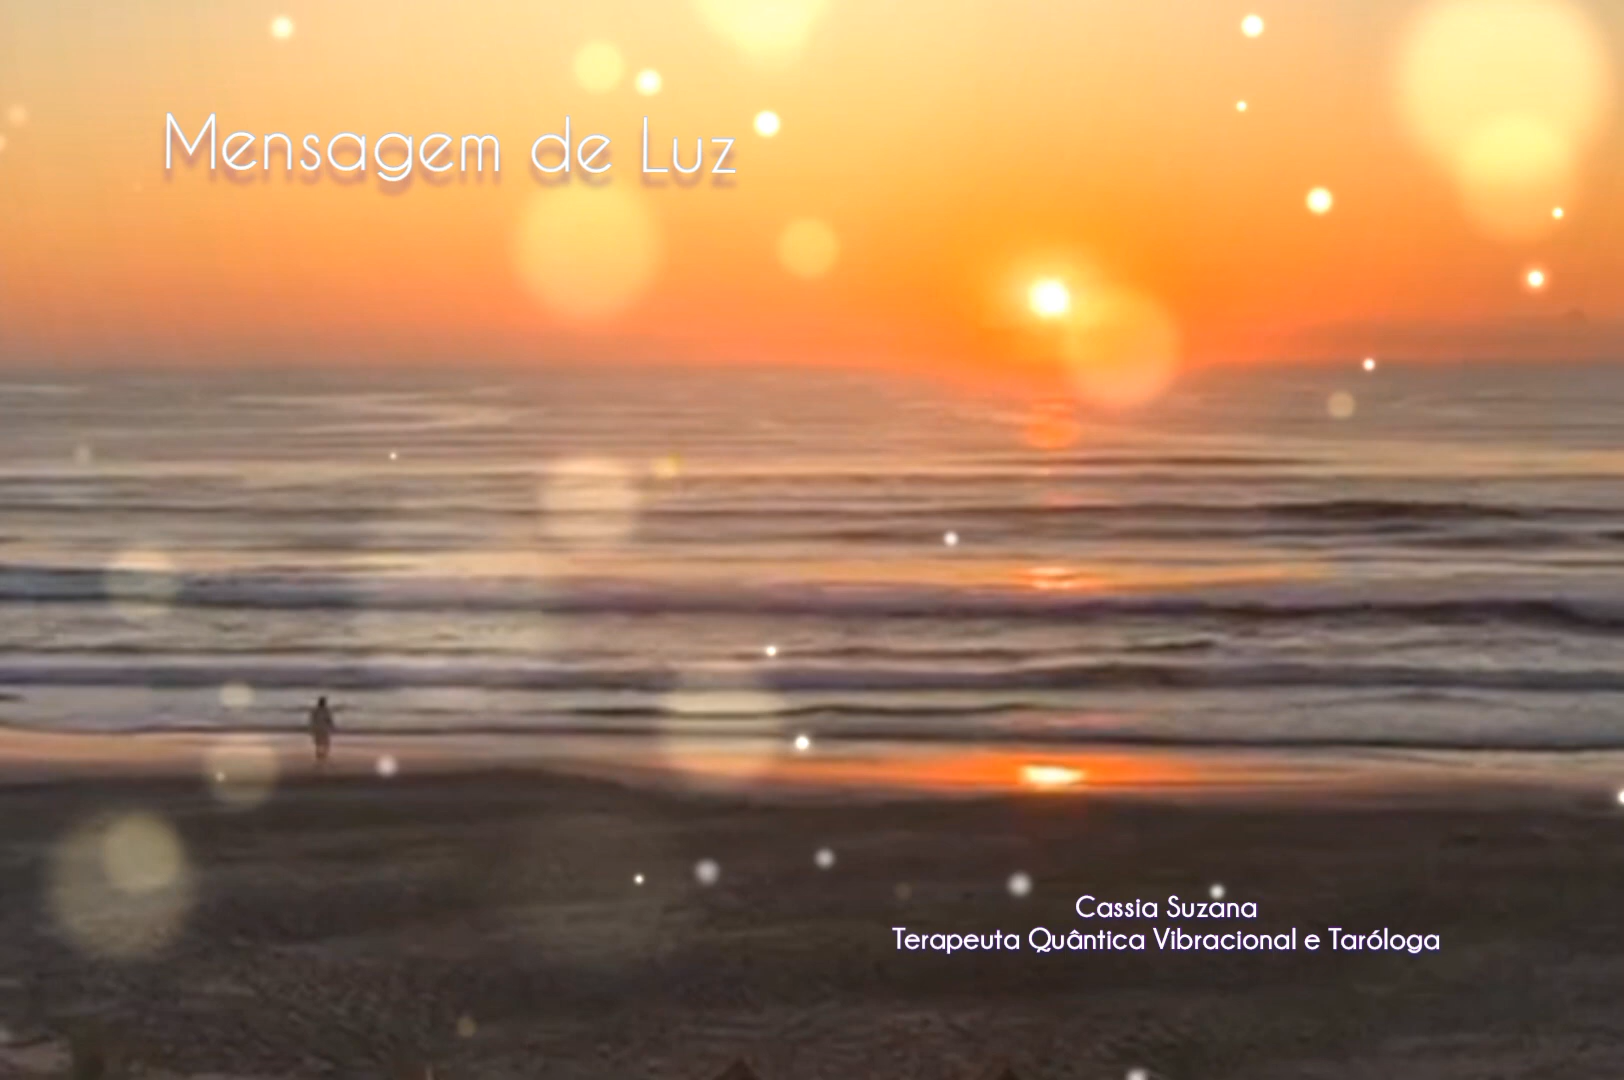 Mensagem de Luz
Cassia Suzana
Terapeuta Quântica Vibracional e Taróloga